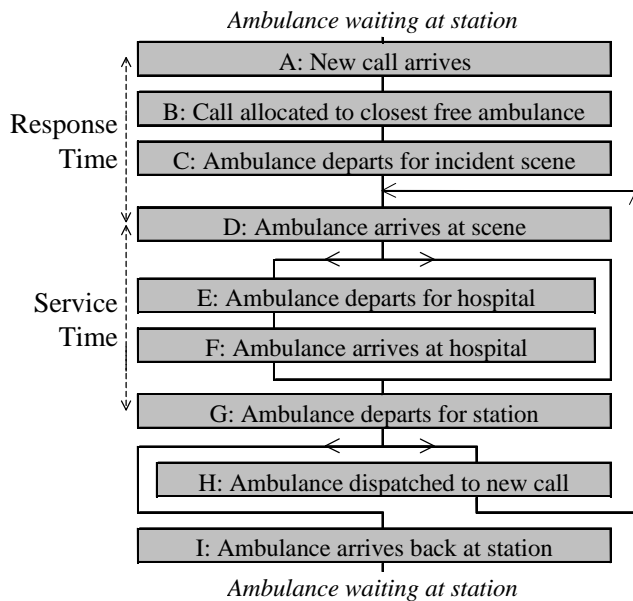 Ambulance waiting at station
A: New call arrives
B: Call allocated to closest free ambulance
Response
Time
C: Ambulance departs for incident scene
D: Ambulance arrives at scene
E: Ambulance departs for hospital
Service
Time
F: Ambulance arrives at hospital
G: Ambulance departs for station
H: Ambulance dispatched to new call
I: Ambulance arrives back at station
Ambulance waiting at station